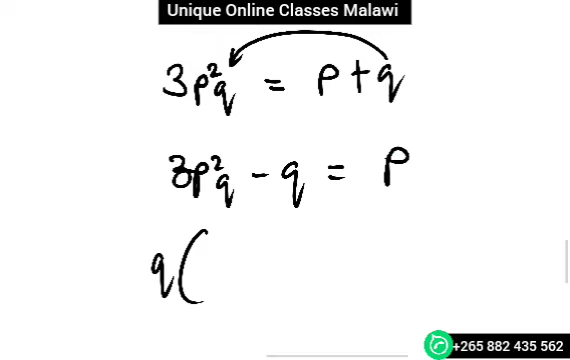 Unique Online Classes Malawi
3p²q = p + q
3p²q - q = p
q(
+265 882 435 562